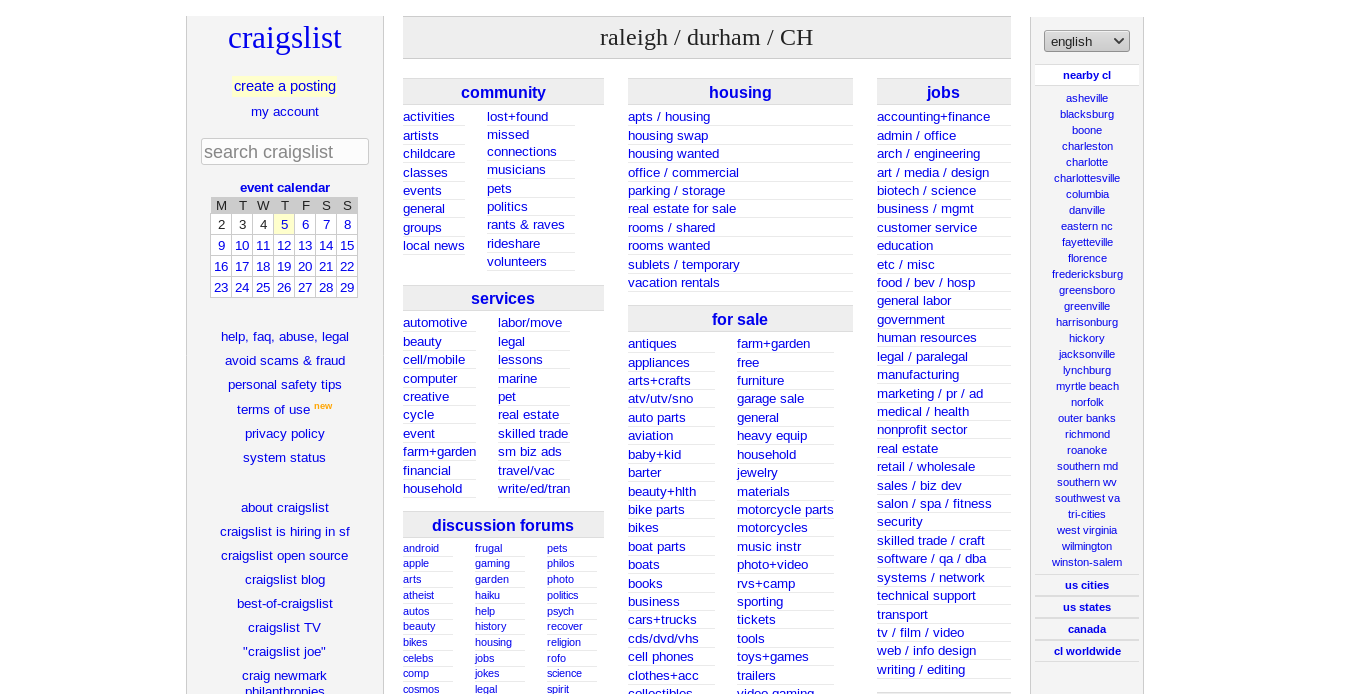 craigslist
create a posting
my account
search craigslist
event calendar
M T W T F S S
2 3 4 5 6 7 8
9 10 11 12 13 14 15
16 17 18 19 20 21 22
23 24 25 26 27 28 29
help, faq, abuse, legal
avoid scams & fraud
personal safety tips
terms of use new
privacy policy
system status
about craigslist
craigslist is hiring in sf
craigslist open source
craigslist blog
best-of-craigslist
craigslist TV
"craigslist joe"
craig newmark
philanthropies
raleigh / durham / CH
community
activities
artists
childcare
classes
events
general
groups
local news
lost+found
missed
connections
musicians
pets
politics
rants & raves
rideshare
volunteers
services
automotive
beauty
cell/mobile
computer
creative
cycle
event
farm+garden
financial
household
labor/move
legal
lessons
marine
pet
real estate
skilled trade
sm biz ads
travel/vac
write/ed/tran
discussion forums
android
apple
arts
atheist
autos
beauty
bikes
celebs
comp
cosmos
frugal
gaming
garden
haiku
help
history
housing
jobs
jokes
legal
pets
philos
photo
politics
psych
recover
religion
rofo
science
spirit
housing
apts / housing
housing swap
housing wanted
office / commercial
parking / storage
real estate for sale
rooms / shared
rooms wanted
sublets / temporary
vacation rentals
for sale
antiques
appliances
arts+crafts
atv/utv/sno
auto parts
aviation
baby+kid
barter
beauty+hlth
bike parts
bikes
boat parts
boats
books
business
cars+trucks
cds/dvd/vhs
cell phones
clothes+acc
collectibles
farm+garden
free
furniture
garage sale
general
heavy equip
household
jewelry
materials
motorcycle parts
motorcycles
music instr
photo+video
rvs+camp
sporting
tickets
tools
toys+games
trailers
video gaming
jobs
accounting+finance
admin / office
arch / engineering
art / media / design
biotech / science
business / mgmt
customer service
education
etc / misc
food / bev / hosp
general labor
government
human resources
legal / paralegal
manufacturing
marketing / pr / ad
medical / health
nonprofit sector
real estate
retail / wholesale
sales / biz dev
salon / spa / fitness
security
skilled trade / craft
software / qa / dba
systems / network
technical support
transport
tv / film / video
web / info design
writing / editing
english
nearby cl
asheville
blacksburg
boone
charleston
charlotte
charlottesville
columbia
danville
eastern nc
fayetteville
florence
fredericksburg
greensboro
greenville
harrisonburg
hickory
jacksonville
lynchburg
myrtle beach
norfolk
outer banks
richmond
roanoke
southern md
southern wv
southwest va
tri-cities
west virginia
wilmington
winston-salem
us cities
us states
canada
cl worldwide